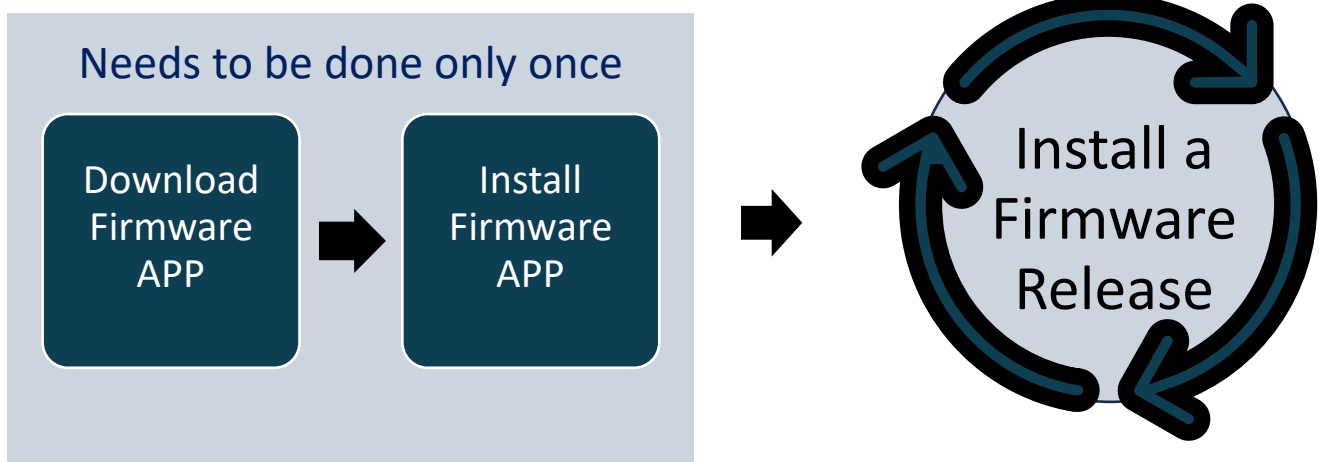 Needs to be done only once
Download
Firmware
APP
Install
Firmware
APP
Install a
Firmware
Release